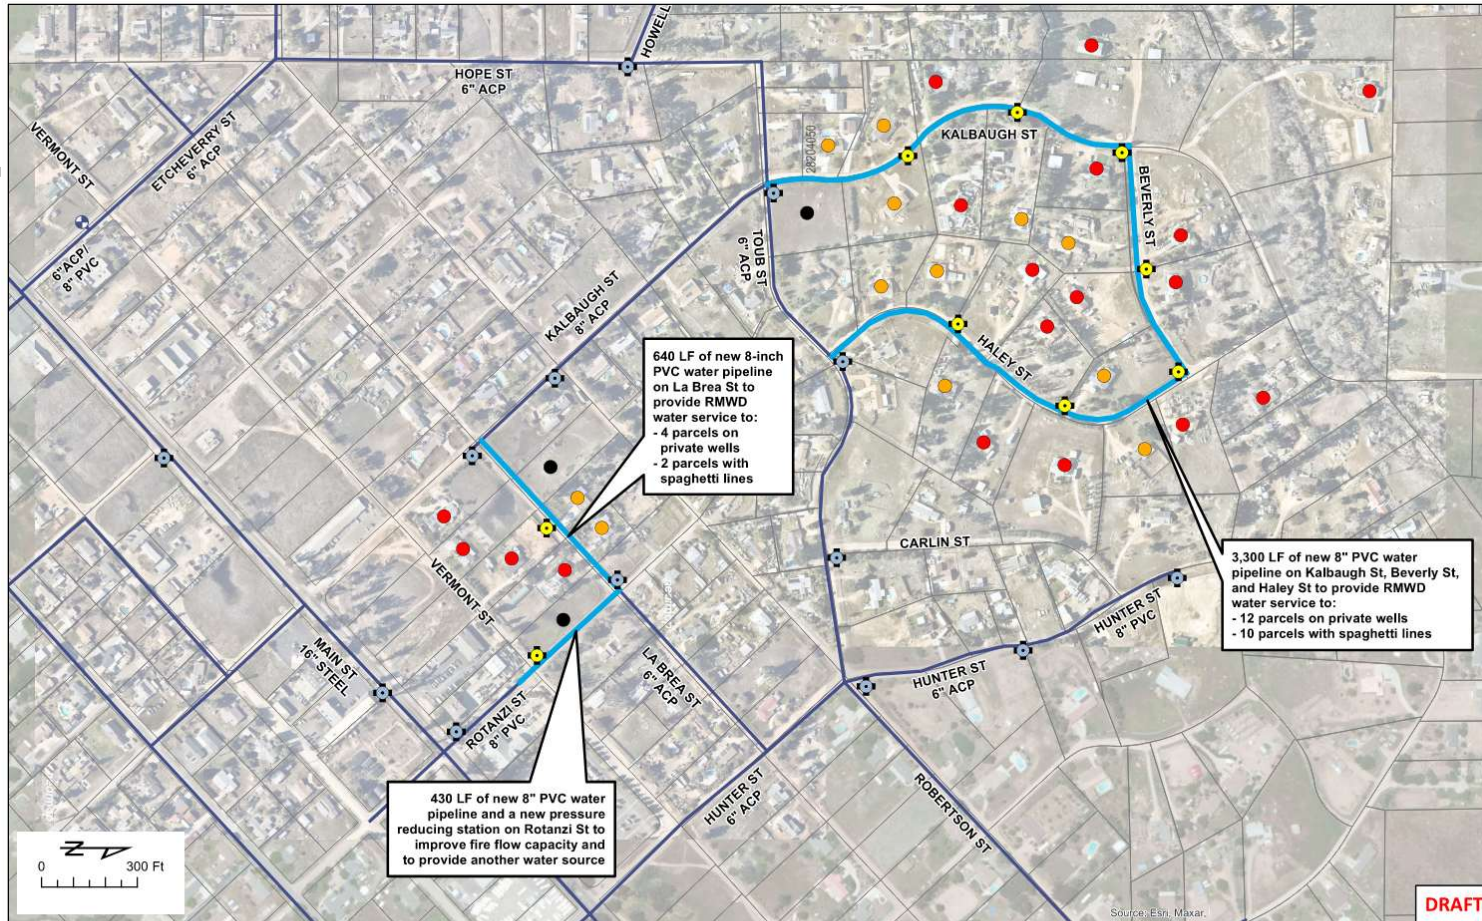 HOWELL
HOPE ST
6" ACP
VERMONT ST
ETCHEVERRY ST
6" ACP
28204050
KALBAUGH ST
BEVERLY ST
6"ACP/
8" PVC
TOUB ST
6" ACP
KALBAUGH ST
8" ACP
640 LF of new 8-inch
PVC water pipeline
on La Brea St to
provide RMWD
water service to:
- 4 parcels on
private wells
- 2 parcels with
spaghetti lines
HALEY ST
CARLIN ST
3,300 LF of new 8" PVC water
pipeline on Kalbaugh St, Beverly St,
and Haley St to provide RMWD
water service to:
- 12 parcels on private wells
- 10 parcels with spaghetti lines
VERMONT ST
HUNTER ST
8" PVC
MAIN ST
16" STEEL
LA BREA ST
6" ACP
HUNTER ST
6" ACP
ROTANZI ST
8" PVC
430 LF of new 8" PVC water
pipeline and a new pressure
reducing station on Rotanzi St to
improve fire flow capacity and
to provide another water source
HUNTER ST
6" ACP
ROBERTSON ST
Z
0 300 Ft
Source: Esri, Maxar,
DRAFT